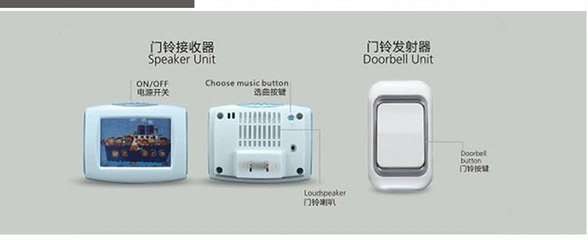 门铃接收器
Speaker Unit
门铃发射器
Doorbell Unit
ON/OFF
电源开关
Choose music button
选曲按键
Doorbell
button
门铃按键
Loudspeaker
门铃喇叭